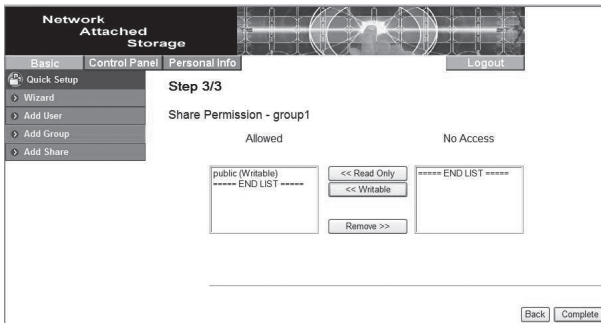 Network
Attached
Storage
Basic
Control Panel
Personal Info
Logout
Quick Setup
Wizard
Add User
Add Group
Add Share
Step 3/3
Share Permission - group1
Allowed
No Access
public (Writable)
===== END LIST =====
<< Read Only
<< Writable
Remove >>
===== END LIST =====
Back
Complete